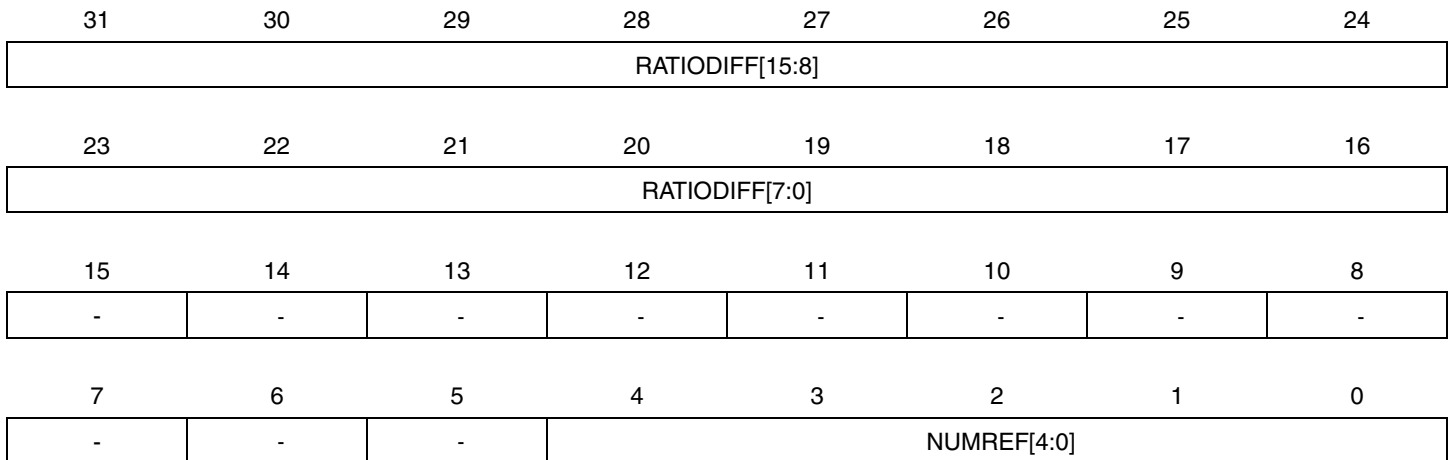 31 30 29 28 27 26 25 24
RATIODIFF[15:8]
23 22 21 20 19 18 17 16
RATIODIFF[7:0]
15 14 13 12 11 10 9 8
- - - - - - - -
7 6 5 4 3 2 1 0
- - - NUMREF[4:0]